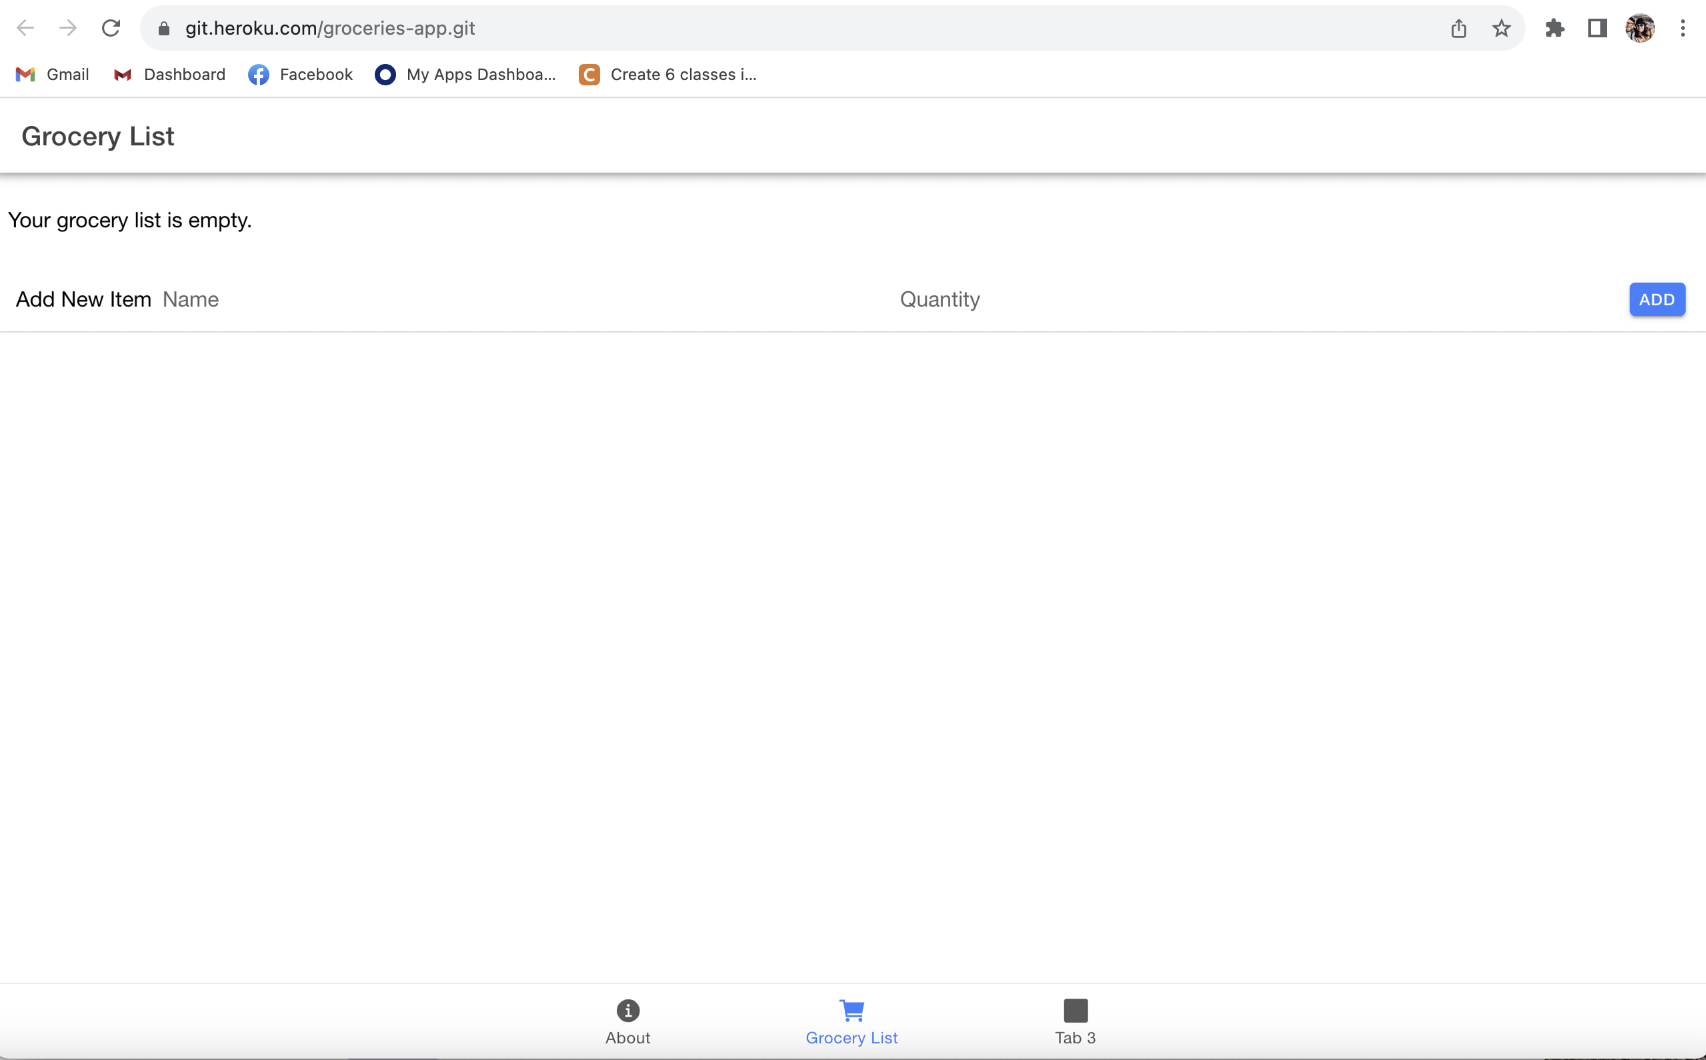 git.heroku.com/groceries-app.git
Gmail Dashboard Facebook My Apps Dashboa... C Create 6 classes i...
Grocery List
Your grocery list is empty.
Add New Item Name Quantity ADD
About Grocery List Tab 3